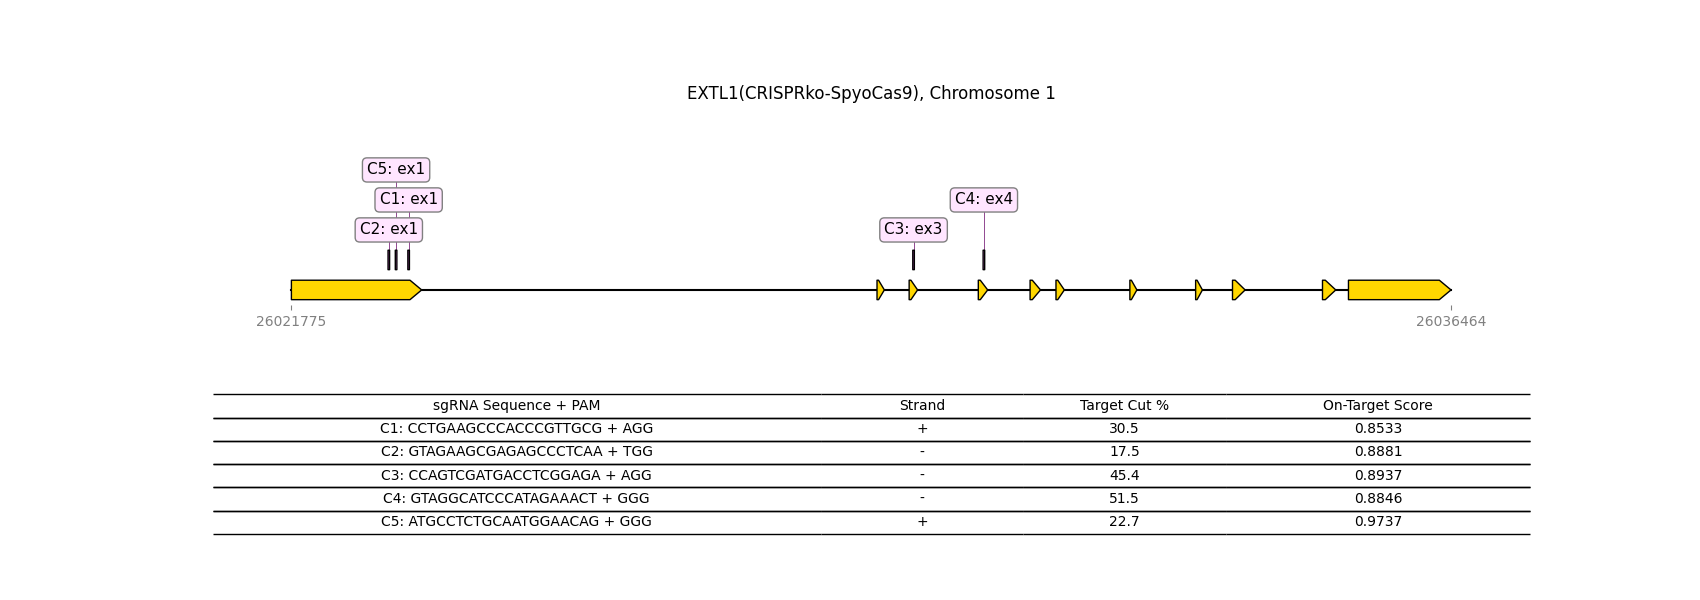 EXTL1(CRISPRko-SpyoCas9), Chromosome 1
C5: ex1
C1: ex1
C4: ex4
C2: ex1
C3: ex3
26021775
26036464
sgRNA Sequence + PAM Strand Target Cut % On-Target Score
C1: CCTGAAGCCCACCCGTTGCG + AGG + 30.5 0.8533
C2: GTAGAAGCGAGAGCCCTCAA + TGG - 17.5 0.8881
C3: CCAGTCGATGACCTCGGAGA + AGG - 45.4 0.8937
C4: GTAGGCATCCCATAGAAACT + GGG - 51.5 0.8846
C5: ATGCCTCTGCAATGGAACAG + GGG + 22.7 0.9737